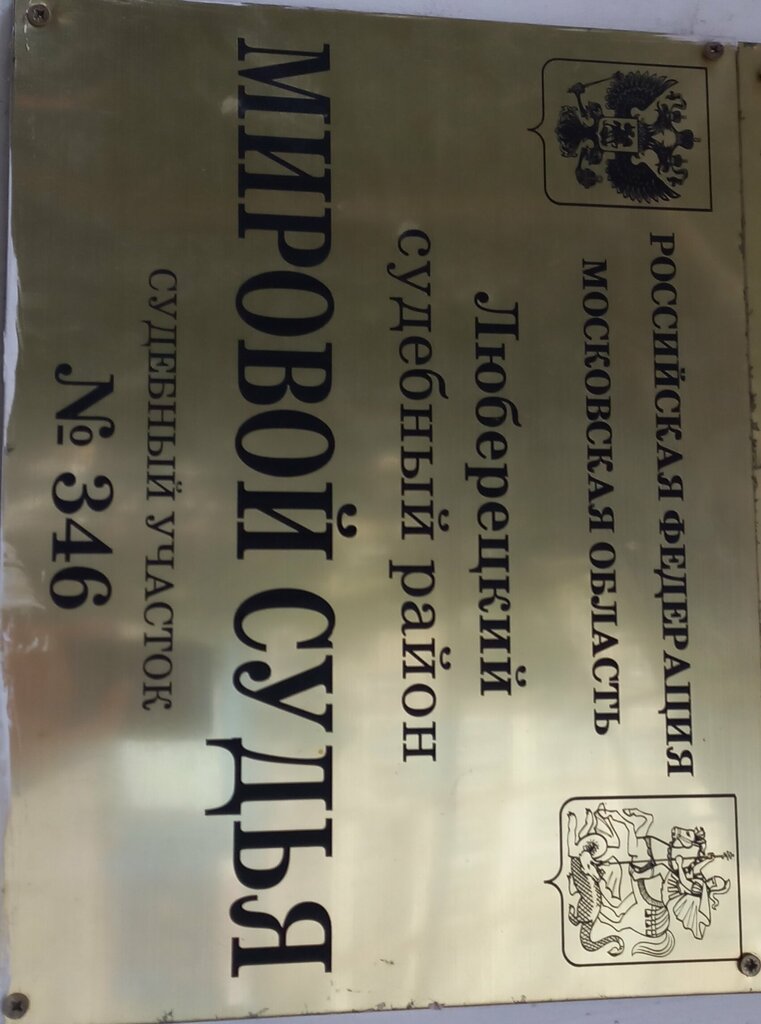 РОССИЙСКАЯ ФЕДЕРАЦИЯ
МОСКОВСКАЯ ОБЛАСТЬ
Люберецкий
судебный район
МИРОВОЙ СУДЬЯ
СУДЕБНЫЙ УЧАСТОК
№ 346